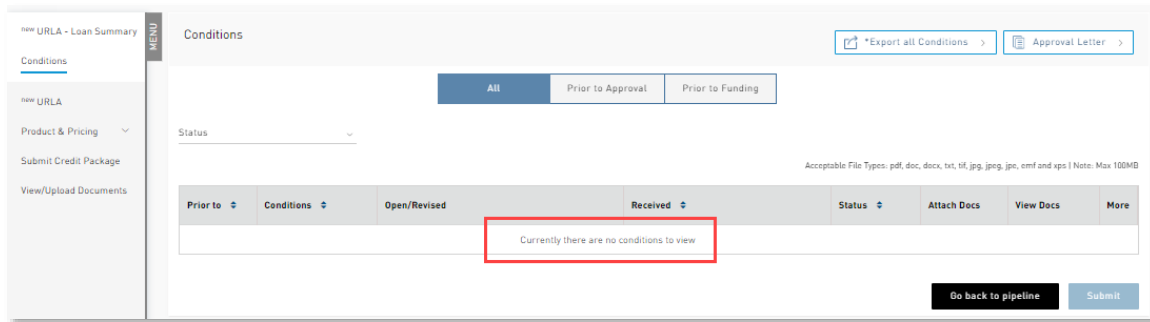 new URLA - Loan Summary
Conditions
new URLA
Product & Pricing
Submit Credit Package
View/Upload Documents
MENU
Conditions
*Export all Conditions >
Approval Letter >
All
Prior to Approval
Prior to Funding
Status
Acceptable File Types: pdf, doc, docx, txt, tif, jpg, jpeg, jpe, emf and xps | Note: Max 100MB
Prior to Conditions Open/Revised Received Status Attach Docs View Docs More
Currently there are no conditions to view
Go back to pipeline
Submit